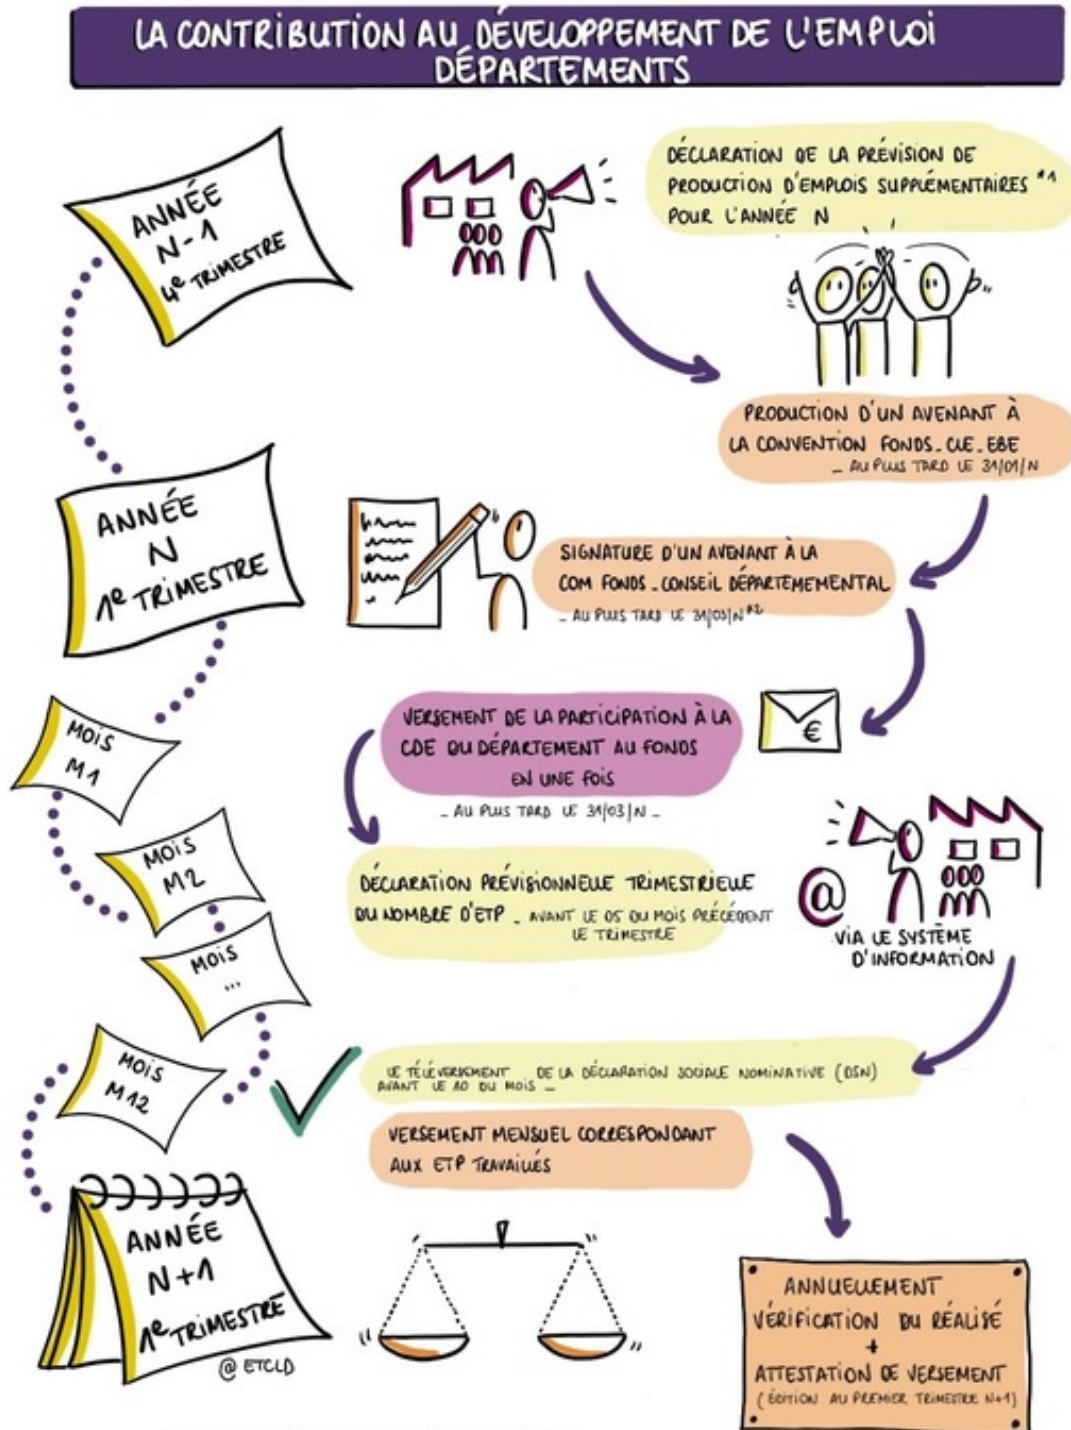 LA CONTRIBUTION AU DÉVELOPPEMENT DE L'EMPLOI
DÉPARTEMENTS
ANNÉE
N-1
4e TRIMESTRE
DÉCLARATION DE LA PRÉVISION DE
PRODUCTION D'EMPLOIS SUPPLÉMENTAIRES *1
POUR L'ANNÉE N
PRODUCTION D'UN AVENANT À
LA CONVENTION FONDS_CLE_EBE
_ AU PLUS TARD LE 31/01/N
ANNÉE
N
1e TRIMESTRE
SIGNATURE D'UN AVENANT À LA
COM FONDS_CONSEIL DÉPARTEMEMENTAL
_ AU PLUS TARD LE 31/03/N *2
MOIS
M1
VERSEMENT DE LA PARTICIPATION À LA
CDE DU DÉPARTEMENT AU FONDS
EN UNE FOIS
_ AU PLUS TARD LE 31/03/N _
€
MOIS
M2
DÉCLARATION PRÉVISIONNELLE TRIMESTRIELLE
DU NOMBRE D'ETP _ AVANT LE 05 DU MOIS PRÉCÉDENT
LE TRIMESTRE
@
VIA LE SYSTÈME
D'INFORMATION
MOIS
...
MOIS
M12
LE TÉLÉVERSEMENT DE LA DÉCLARATION SOCIALE NOMINATIVE (DSN)
AVANT LE 10 DU MOIS _
VERSEMENT MENSUEL CORRESPONDANT
AUX ETP TRAVAILLÉS
ANNÉE
N+1
1e TRIMESTRE
@ ETCLD
ANNUELLEMENT
VÉRIFICATION DU RÉALISÉ
+
ATTESTATION DE VERSEMENT
(ÉDITION AU PREMIER TRIMESTRE N+1)